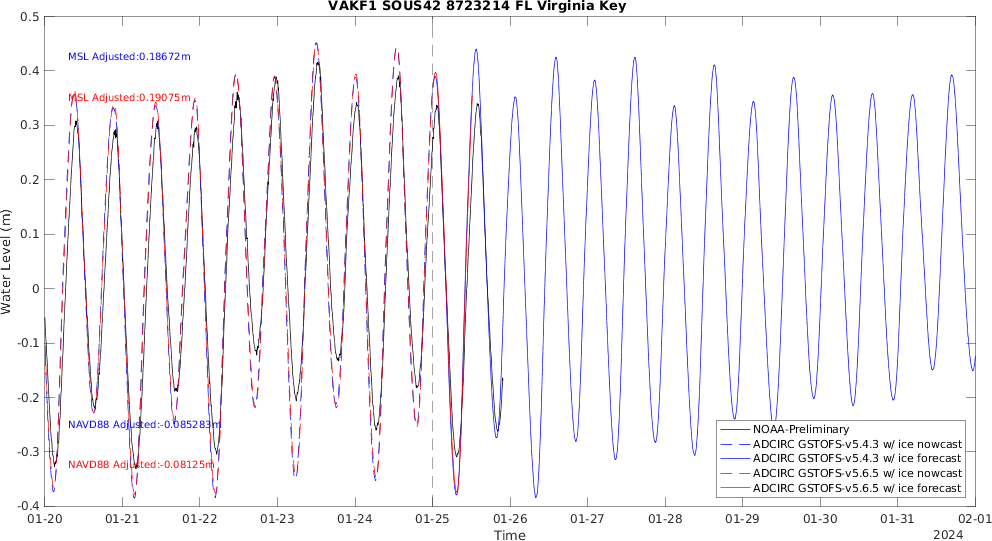 VAKF1 SOUS42 8723214 FL Virginia Key
0.5
0.4
0.3
0.2
0.1
0
-0.1
-0.2
-0.3
-0.4
Water Level (m)
MSL Adjusted:0.18672m
MSL Adjusted:0.19075m
NAVD88 Adjusted:-0.085283m
NAVD88 Adjusted:-0.08125m
NOAA-Preliminary
ADCIRC GSTOFS-v5.4.3 w/ ice nowcast
ADCIRC GSTOFS-v5.4.3 w/ ice forecast
ADCIRC GSTOFS-v5.6.5 w/ ice nowcast
ADCIRC GSTOFS-v5.6.5 w/ ice forecast
01-20 01-21 01-22 01-23 01-24 01-25 01-26 01-27 01-28 01-29 01-30 01-31 02-01
Time
2024